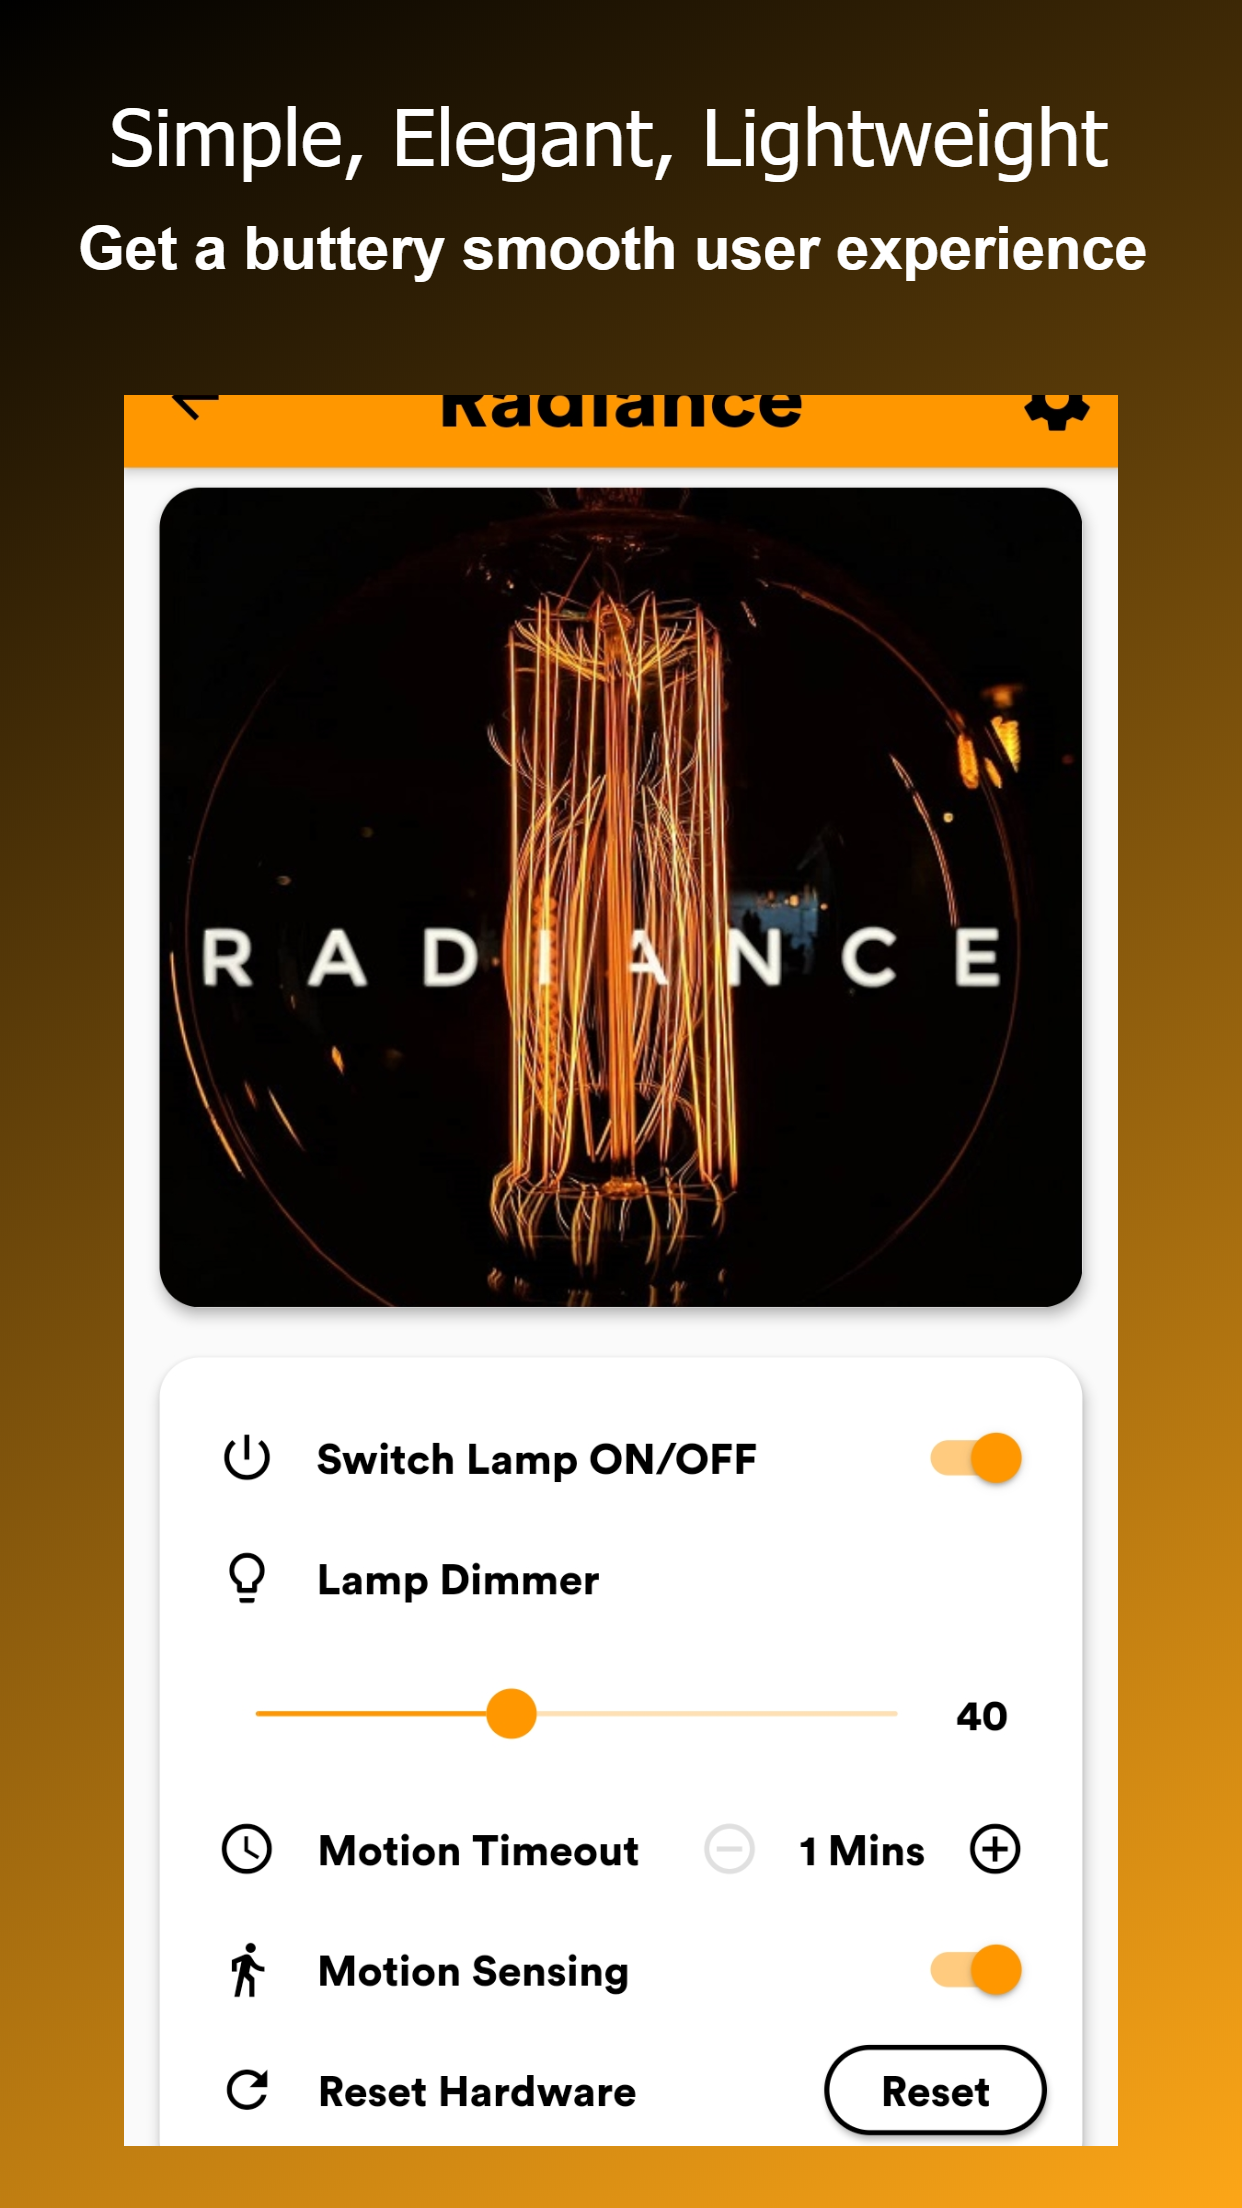 Simple, Elegant, Lightweight
Get a buttery smooth user experience
Radiance
RADIANCE
Switch Lamp ON/OFF
Lamp Dimmer
40
Motion Timeout 1 Mins
Motion Sensing
Reset Hardware Reset